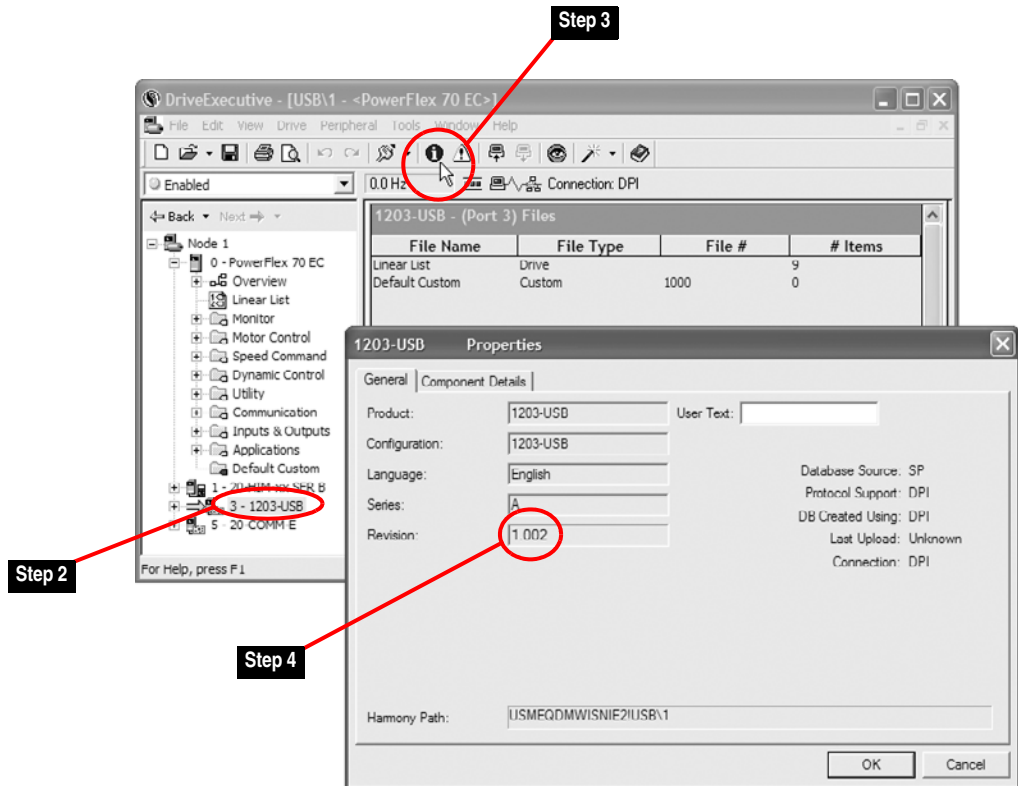 Step 3
DriveExecutive - [USB\1 - <PowerFlex 70 EC>]
File Edit View Drive Peripheral Tools Window Help
Enabled
0.0 Hz
Connection: DPI
Back Next
1203-USB - (Port 3) Files
File Name File Type File # # Items
Linear List Drive 9
Default Custom Custom 1000 0
Node 1
0 - PowerFlex 70 EC
Overview
Linear List
Monitor
Motor Control
Speed Command
Dynamic Control
Utility
Communication
Inputs & Outputs
Applications
Default Custom
1 - 20-HIM-xx SER B
3 - 1203-USB
5 - 20-COMM-E
For Help, press F1
Step 2
1203-USB Properties
General Component Details
Product: 1203-USB User Text:
Configuration: 1203-USB
Language: English Database Source: SP
Series: A Protocol Support: DPI
DB Created Using: DPI
Revision: 1.002 Last Upload: Unknown
Connection: DPI
Step 4
Harmony Path: USMEQDMWISNIE2!USB\1
OK Cancel